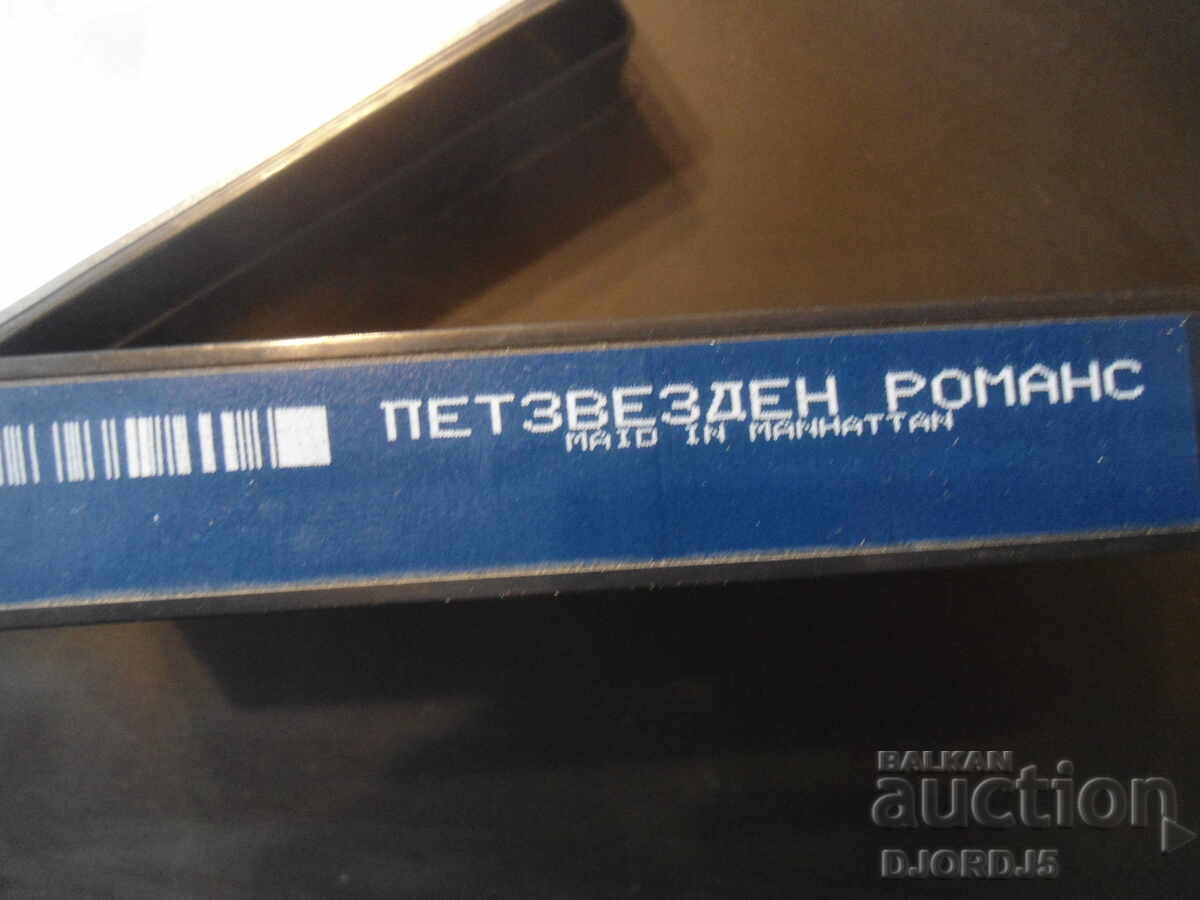 ПЕТЗВЕЗДЕН РОМАНС
MAID IN MANHATTAN
BALKAN
auction
DJORDJ5